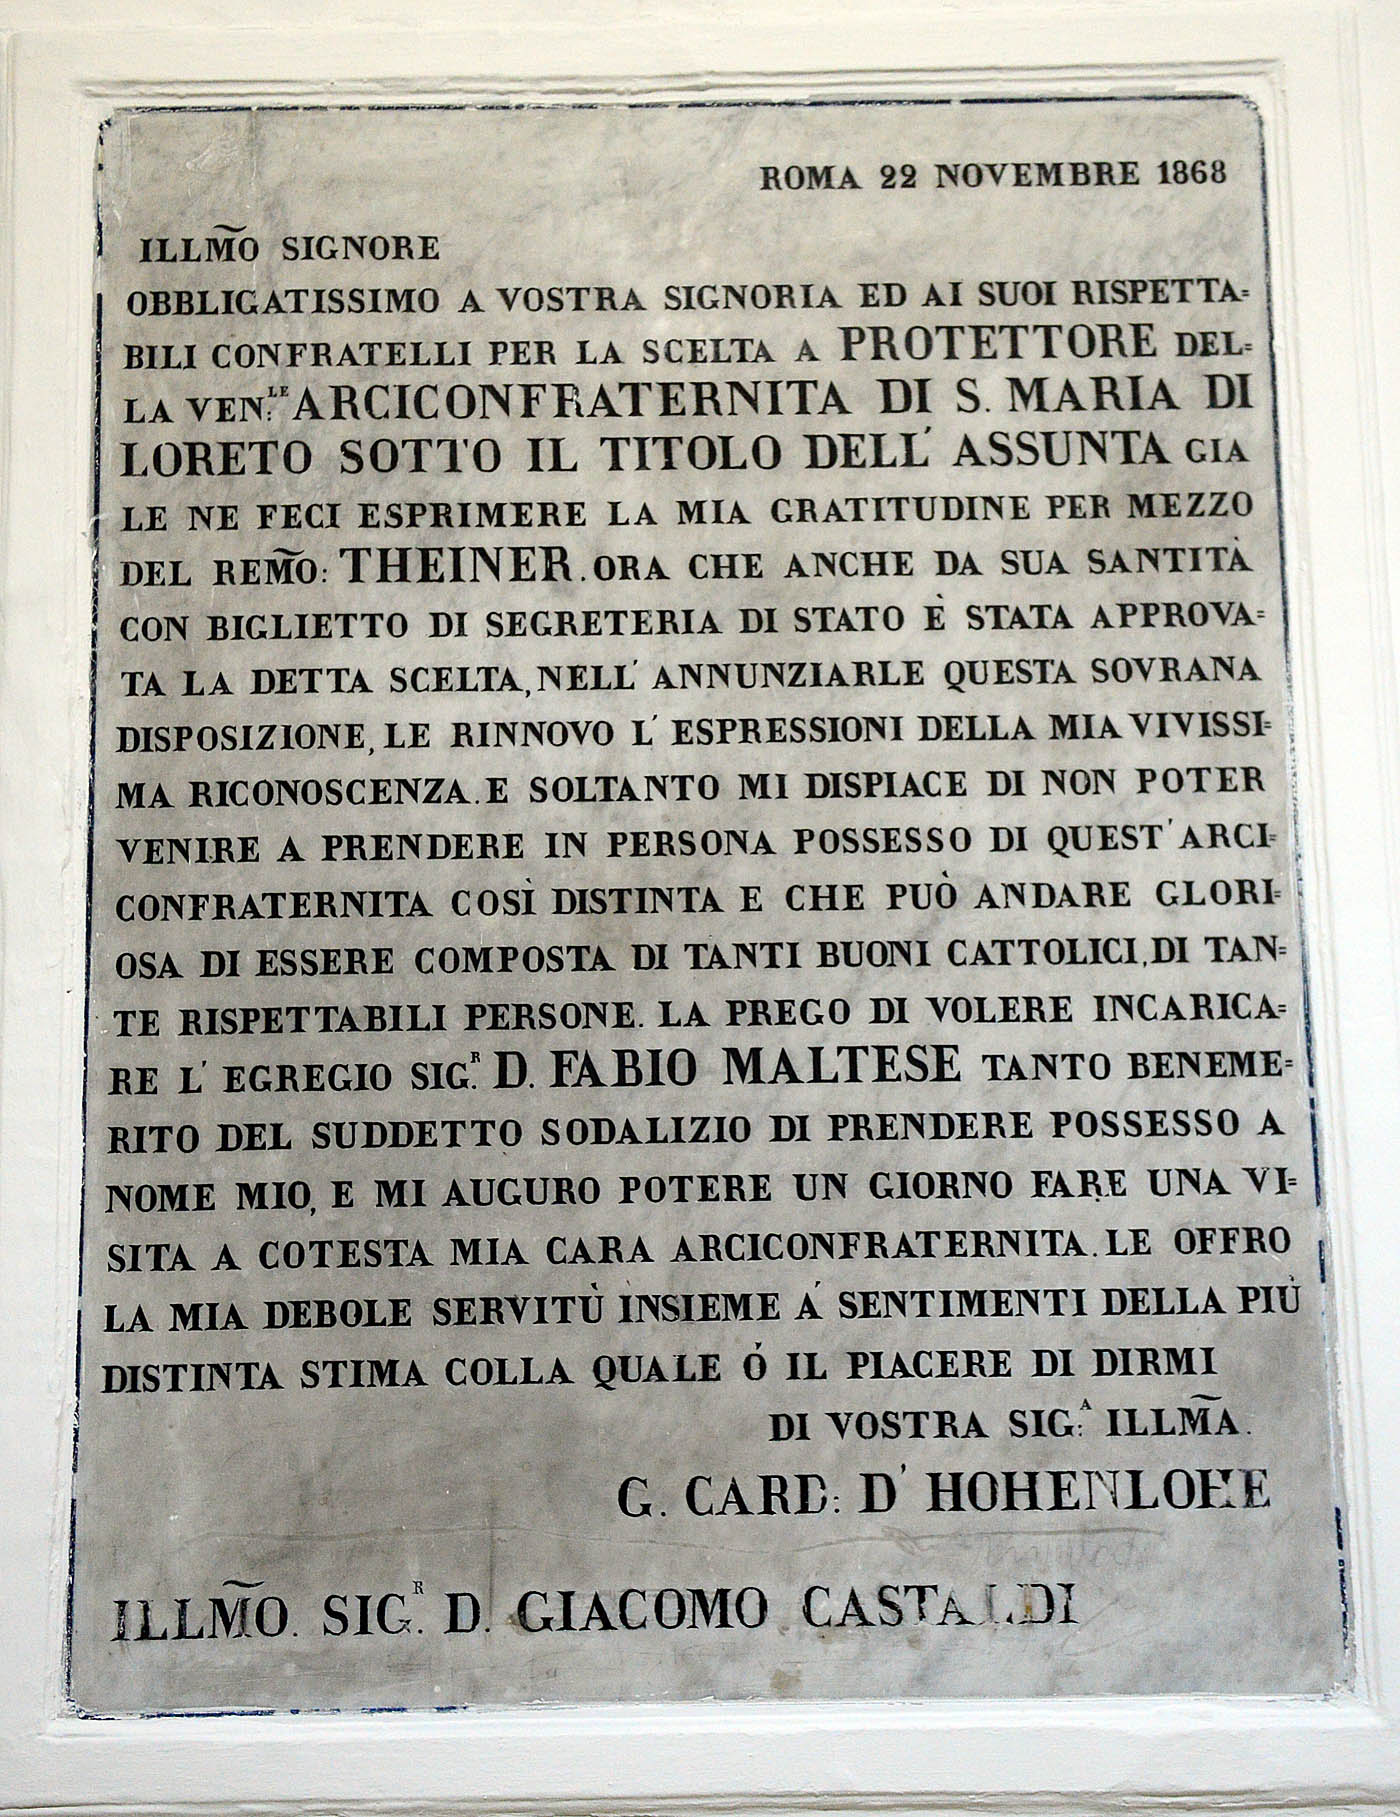 ROMA 22 NOVEMBRE 1868
ILLM̃O SIGNORE
OBBLIGATISSIMO A VOSTRA SIGNORIA ED AI SUOI RISPETTA=
BILI CONFRATELLI PER LA SCELTA A PROTETTORE DEL=
LA VEN:LE ARCICONFRATERNITA DI S. MARIA DI
LORETO SOTTO IL TITOLO DELL' ASSUNTA GIA
LE NE FECI ESPRIMERE LA MIA GRATITUDINE PER MEZZO
DEL REM̃O: THEINER. ORA CHE ANCHE DA SUA SANTITÀ
CON BIGLIETTO DI SEGRETERIA DI STATO È STATA APPROVA=
TA LA DETTA SCELTA, NELL' ANNUNZIARLE QUESTA SOVRANA
DISPOSIZIONE, LE RINNOVO L' ESPRESSIONI DELLA MIA VIVISSI=
MA RICONOSCENZA. E SOLTANTO MI DISPIACE DI NON POTER
VENIRE A PRENDERE IN PERSONA POSSESSO DI QUEST' ARCI=
CONFRATERNITA COSÌ DISTINTA E CHE PUÒ ANDARE GLORI=
OSA DI ESSERE COMPOSTA DI TANTI BUONI CATTOLICI, DI TAN=
TE RISPETTABILI PERSONE. LA PREGO DI VOLERE INCARICA=
RE L' EGREGIO SIG:R D. FABIO MALTESE TANTO BENEME=
RITO DEL SUDDETTO SODALIZIO DI PRENDERE POSSESSO A
NOME MIO, E MI AUGURO POTERE UN GIORNO FARE UNA VI=
SITA A COTESTA MIA CARA ARCICONFRATERNITA. LE OFFRO
LA MIA DEBOLE SERVITÙ INSIEME A' SENTIMENTI DELLA PIÙ
DISTINTA STIMA COLLA QUALE Ó IL PIACERE DI DIRMI
DI VOSTRA SIG:A ILLM̃A.
G. CARD: D' HOHENLOHE
ILLM̃O. SIG.R D. GIACOMO CASTALDI